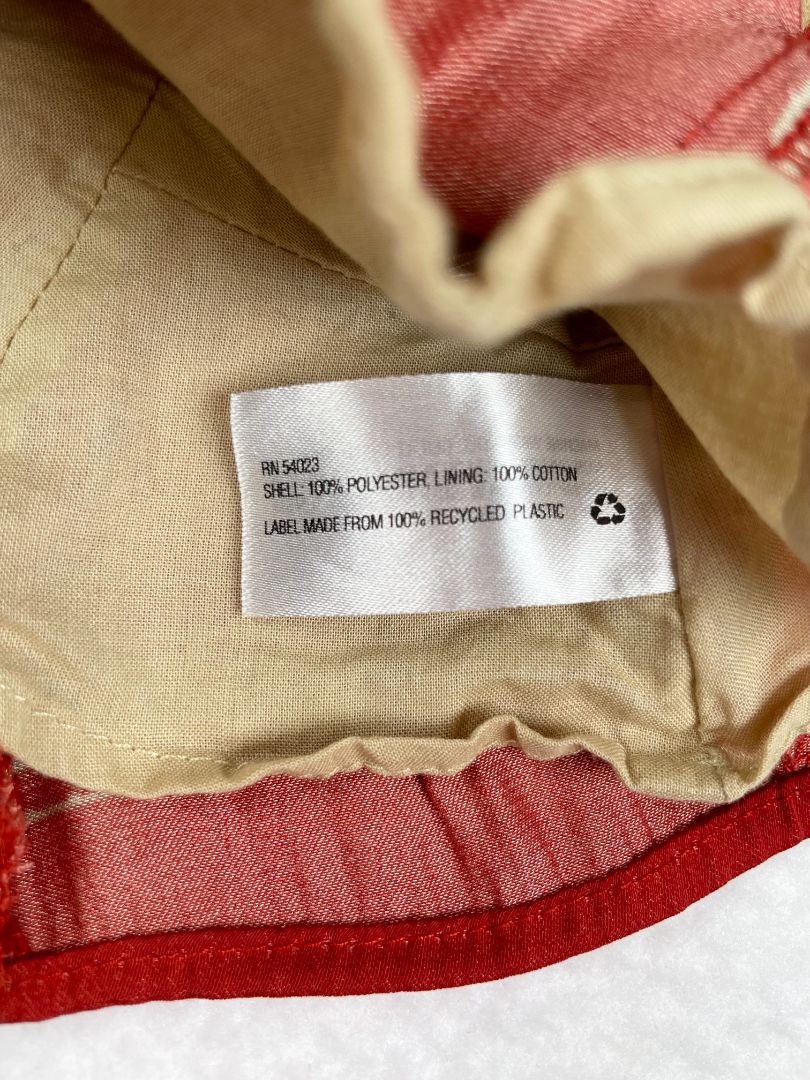 RN 54023
SHELL: 100% POLYESTER, LINING: 100% COTTON
LABEL MADE FROM 100% RECYCLED PLASTIC